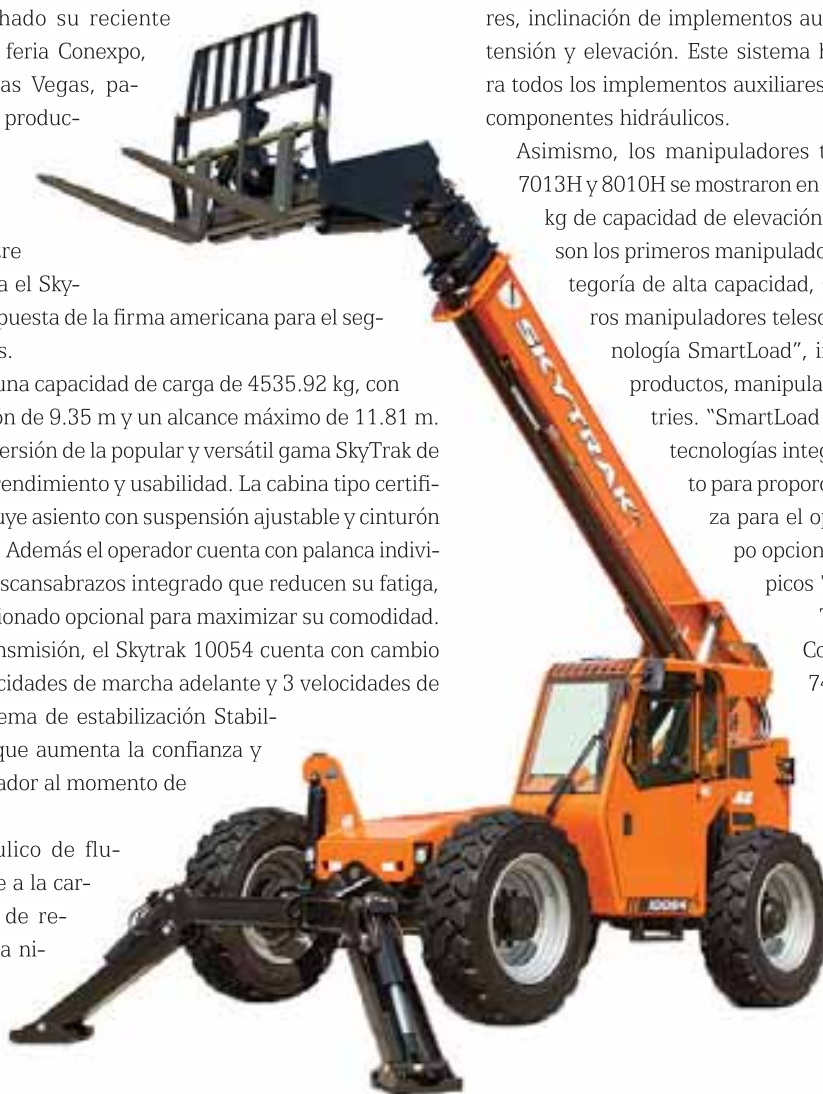 hado su reciente
feria Conexpo,
as Vegas, pa-
produc-
tre
a el Sky-
puesta de la firma americana para el seg-
s.
una capacidad de carga de 4535.92 kg, con
ón de 9.35 m y un alcance máximo de 11.81 m.
ersión de la popular y versátil gama SkyTrak de
rendimiento y usabilidad. La cabina tipo certifi-
uye asiento con suspensión ajustable y cinturón
Además el operador cuenta con palanca indivi-
scansabrazos integrado que reducen su fatiga,
ionado opcional para maximizar su comodidad.
nsmisión, el Skytrak 10054 cuenta con cambio
cidades de marcha adelante y 3 velocidades de
ema de estabilización Stabil-
que aumenta la confianza y
ador al momento de
ulico de flu-
e a la car-
de re-
a ni-
res, inclinación de implementos au
tensión y elevación. Este sistema
ra todos los implementos auxiliares
componentes hidráulicos.
Asimismo, los manipuladores t
7013H y 8010H se mostraron en
kg de capacidad de elevación
son los primeros manipulado
tegoría de alta capacidad,
ros manipuladores telesc
nología SmartLoad”, i
productos, manipula
tries. “SmartLoad
tecnologías integ
to para proporc
za para el op
po opcion
picos
T
Co
74
SKYTRAK
10054